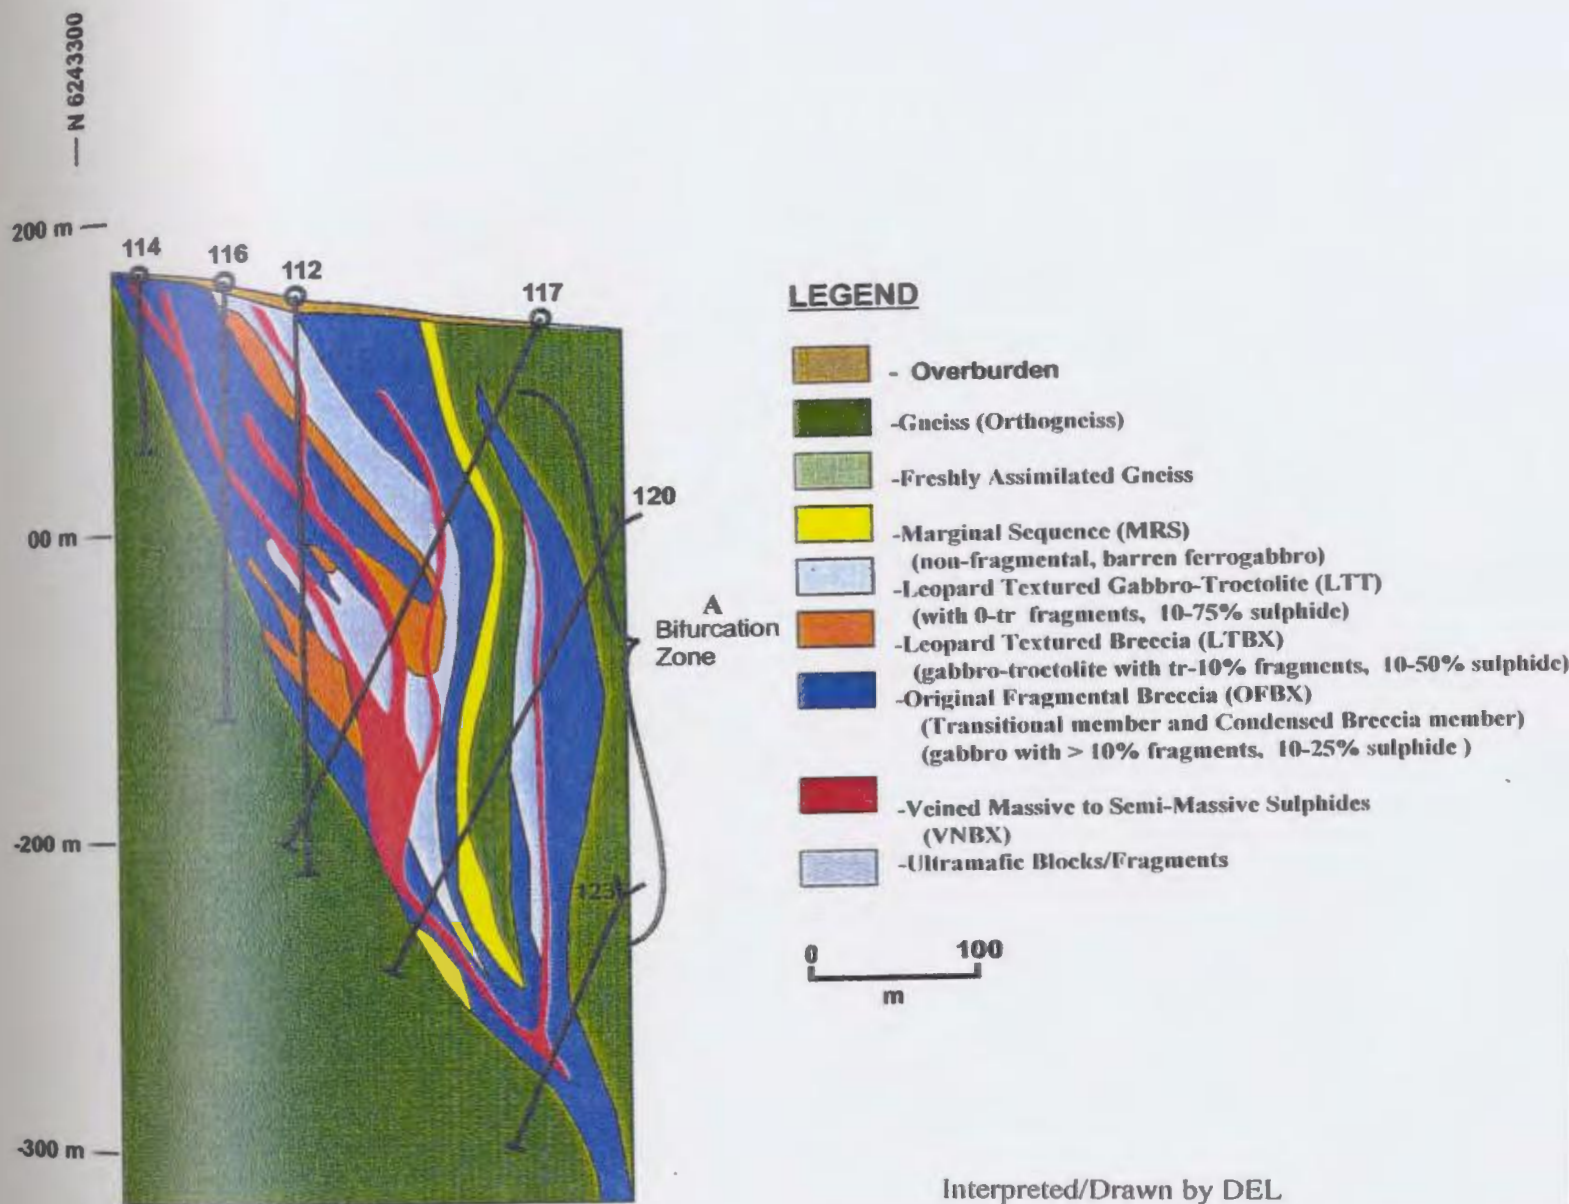 — N 6243300
200 m —
114
116
112
117
00 m —
120
A
Bifurcation
Zone
-200 m —
123
-300 m —
LEGEND
- Overburden
-Gneiss (Orthogneiss)
-Freshly Assimilated Gneiss
-Marginal Sequence (MRS)
(non-fragmental, barren ferrogabbro)
-Leopard Textured Gabbro-Troctolite (LTT)
(with 0-tr fragments, 10-75% sulphide)
-Leopard Textured Breccia (LTBX)
(gabbro-troctolite with tr-10% fragments, 10-50% sulphide)
-Original Fragmental Breccia (OFBX)
(Transitional member and Condensed Breccia member)
(gabbro with > 10% fragments, 10-25% sulphide )
-Veined Massive to Semi-Massive Sulphides
(VNBX)
-Ultramafic Blocks/Fragments
0 100
m
Interpreted/Drawn by DEL